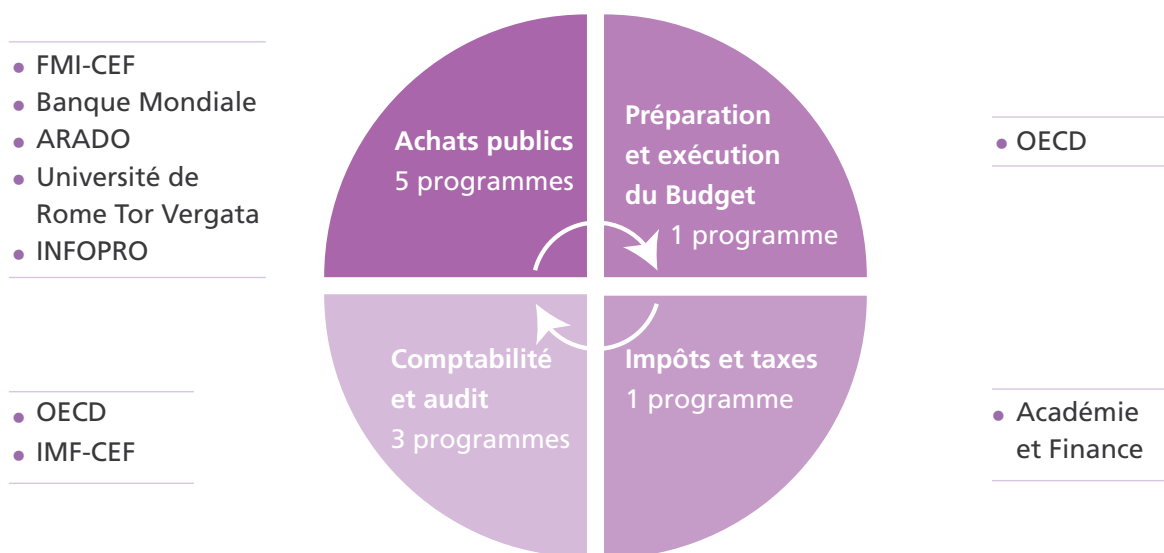 FMI-CEF
Banque Mondiale
ARADO
Université de
Rome Tor Vergata
INFOPRO
Achats publics
5 programmes
Préparation
et exécution
du Budget
1 programme
OECD
OECD
IMF-CEF
Comptabilité
et audit
3 programmes
Impôts et taxes
1 programme
Académie
et Finance